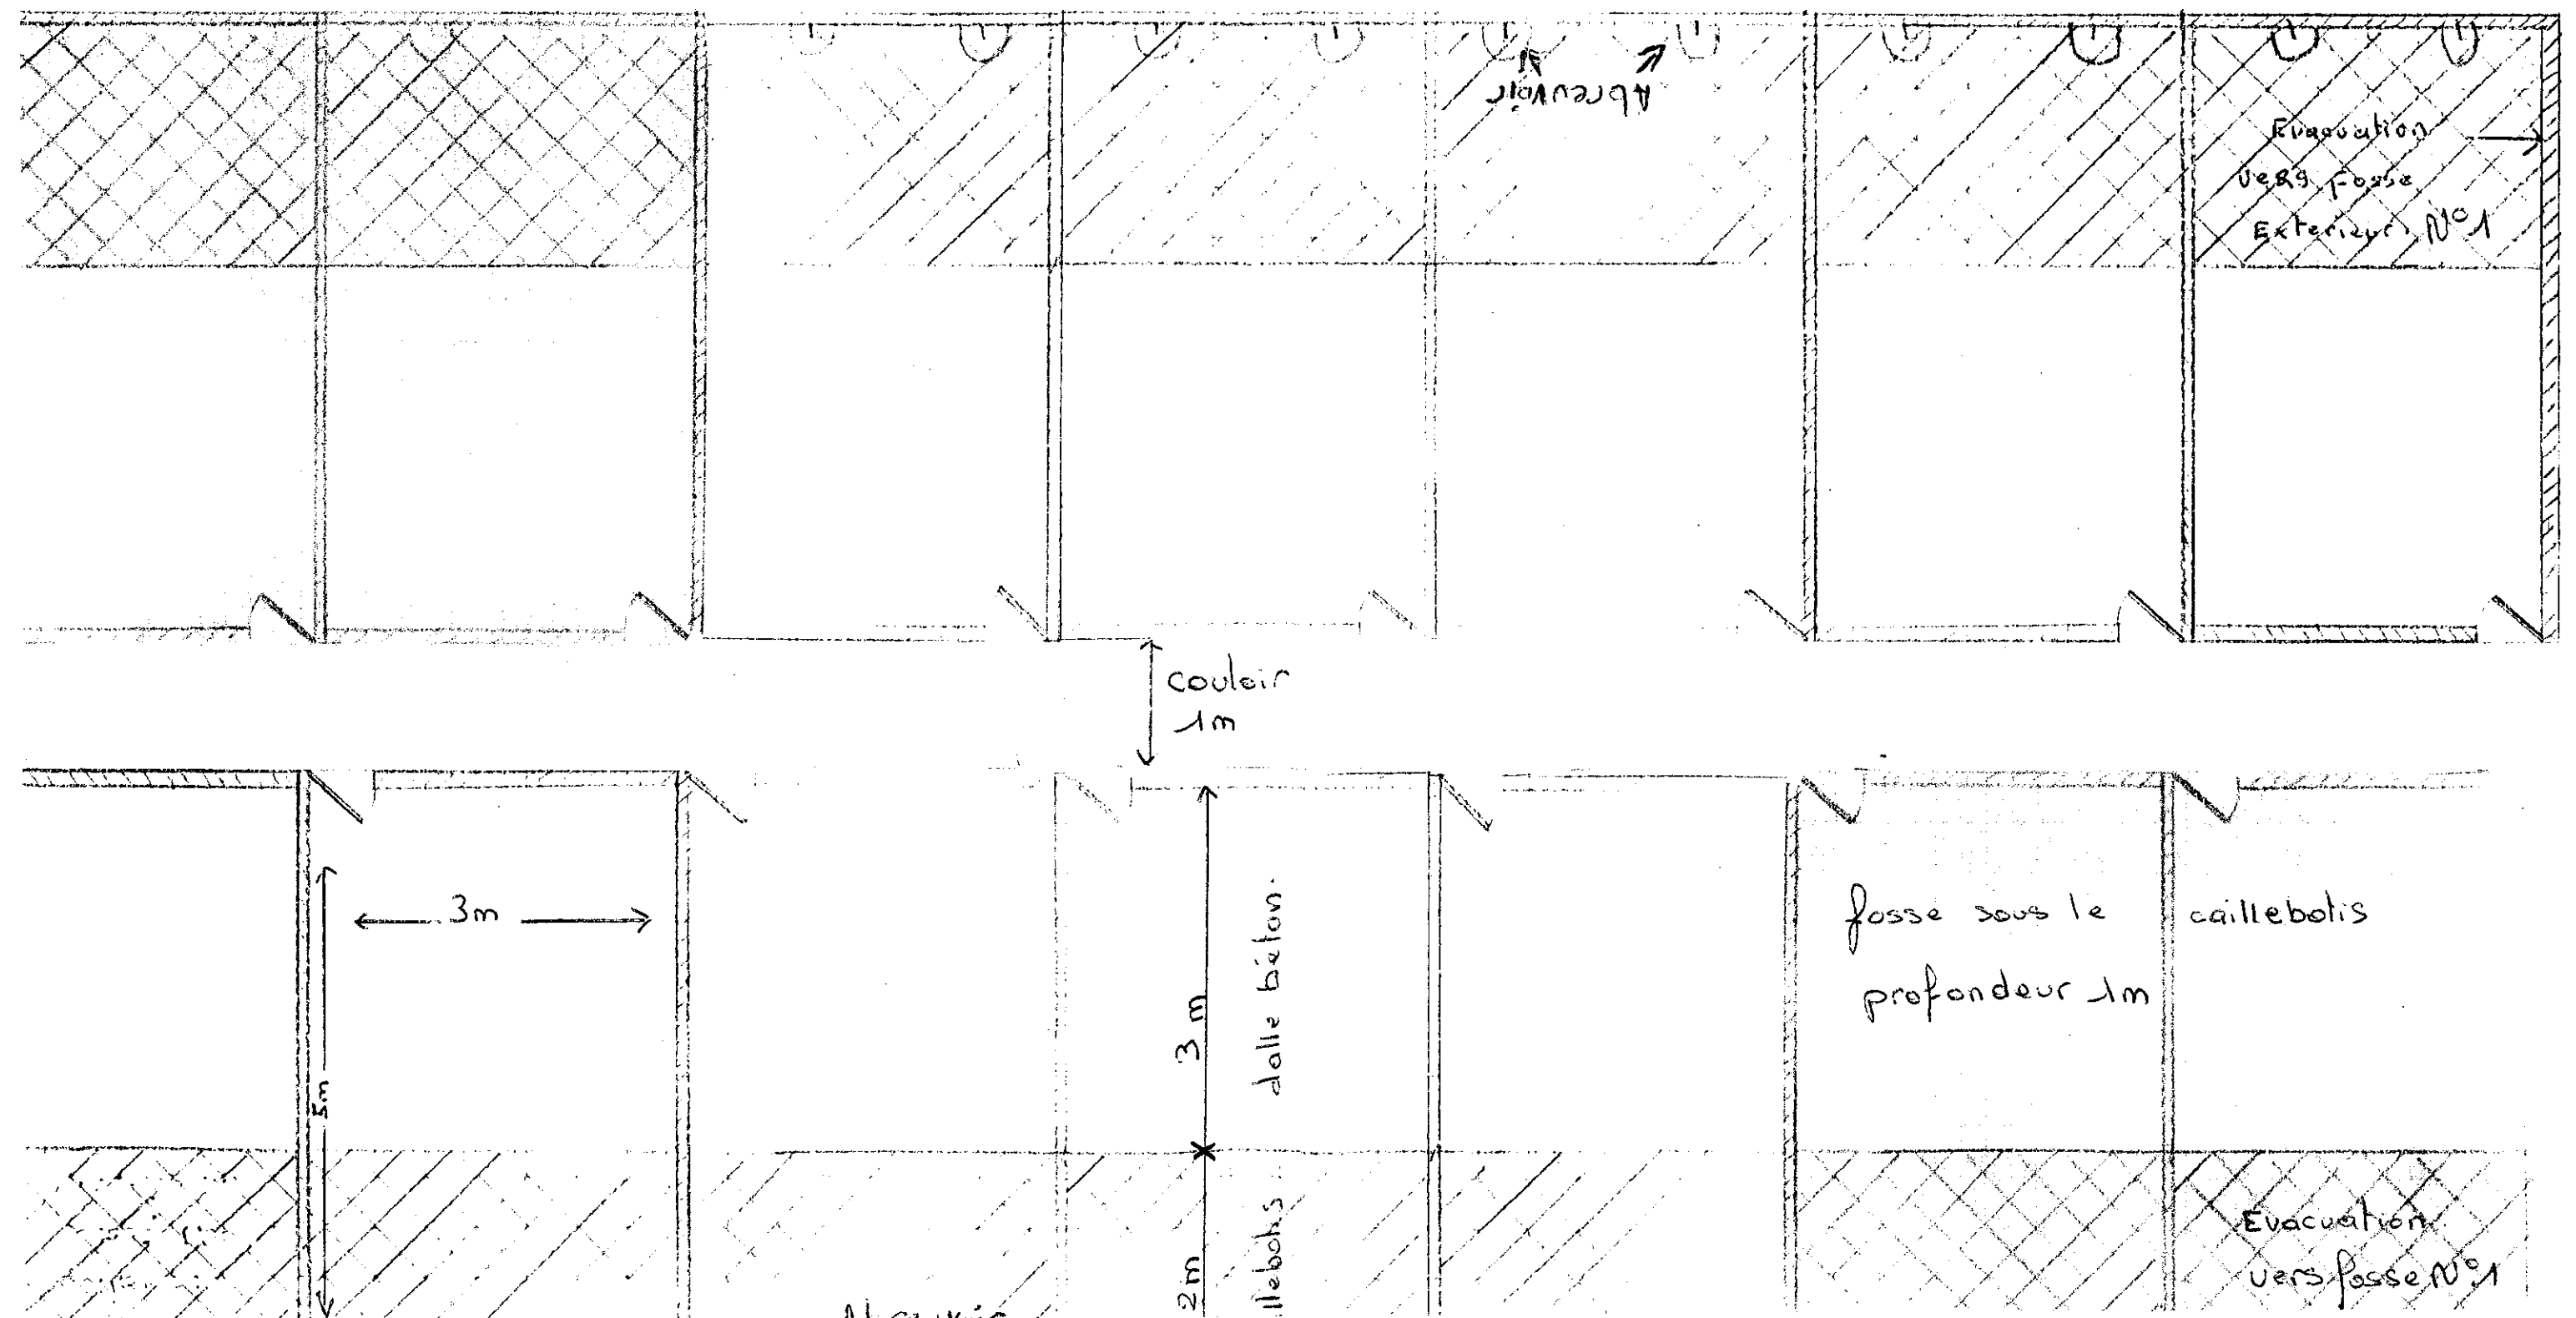 Abreuvoir
Evacuation
vers fosse
Exterieur N°1
couloir
1m
3m
5m
3 m
dalle béton.
fosse sous le caillebotis
profondeur 1m
2m
llebotis
Evacuation
vers fosse N°1